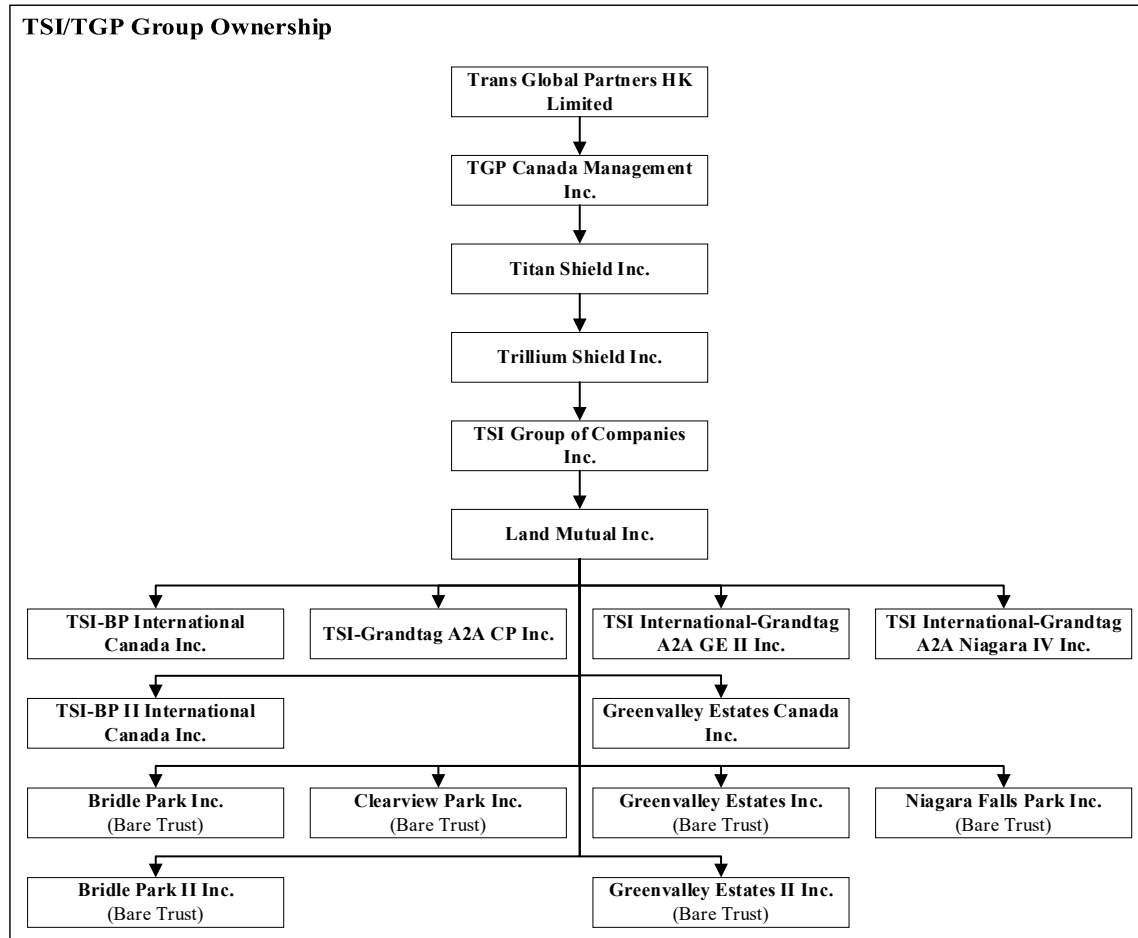 TSI/TGP Group Ownership
Trans Global Partners HK
Limited
TGP Canada Management
Inc.
Titan Shield Inc.
Trillium Shield Inc.
TSI Group of Companies
Inc.
Land Mutual Inc.
TSI-BP International
Canada Inc.
TSI-Grandtag A2A CP Inc.
TSI International-Grandtag
A2A GE II Inc.
TSI International-Grandtag
A2A Niagara IV Inc.
TSI-BP II International
Canada Inc.
Greenvalley Estates Canada
Inc.
Bridle Park Inc.
(Bare Trust)
Clearview Park Inc.
(Bare Trust)
Greenvalley Estates Inc.
(Bare Trust)
Niagara Falls Park Inc.
(Bare Trust)
Bridle Park II Inc.
(Bare Trust)
Greenvalley Estates II Inc.
(Bare Trust)